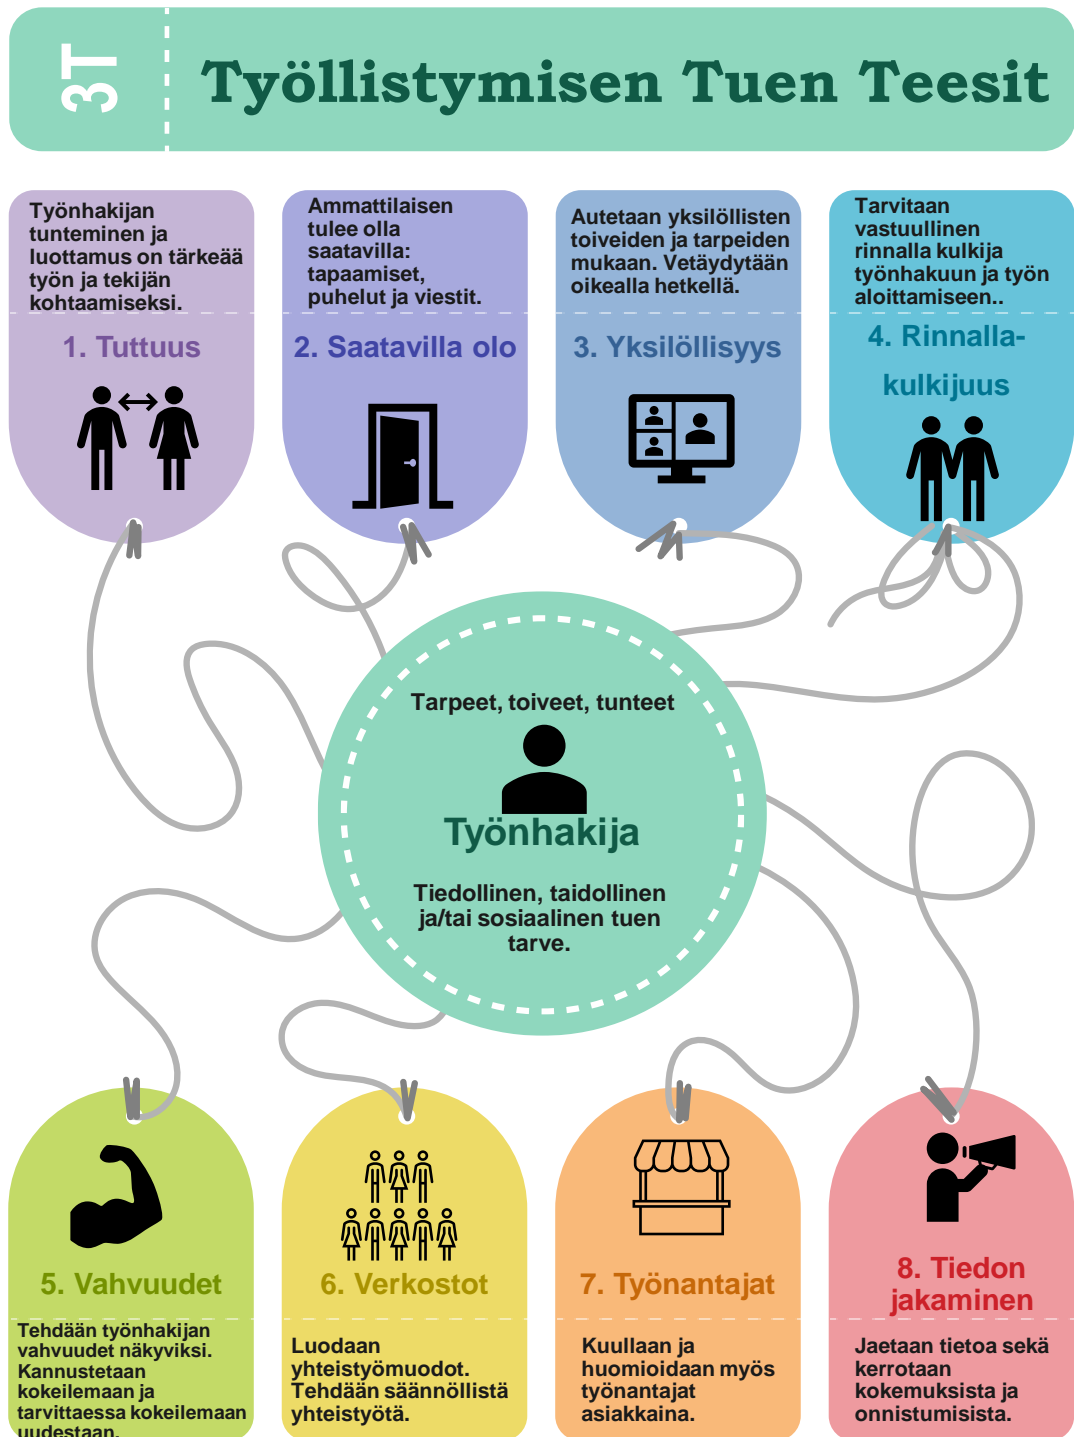 3T
Työllistymisen Tuen Teesit
Työnhakijan
tunteminen ja
luottamus on tärkeää
työn ja tekijän
kohtaamiseksi.
1. Tuttuus
Ammattilaisen
tulee olla
saatavilla:
tapaamiset,
puhelut ja viestit.
2. Saatavilla olo
Autetaan yksilöllisten
toiveiden ja tarpeiden
mukaan. Vetäydytään
oikealla hetkellä.
3. Yksilöllisyys
Tarvitaan
vastuullinen
rinnalla kulkija
työnhakuun ja työn
aloittamiseen..
4. Rinnalla-
kulkijuus
Tarpeet, toiveet, tunteet
Työnhakija
Tiedollinen, taidollinen
ja/tai sosiaalinen tuen
tarve.
5. Vahvuudet
Tehdään työnhakijan
vahvuudet näkyviksi.
Kannustetaan
kokeilemaan ja
tarvittaessa kokeilemaan
uudestaan.
6. Verkostot
Luodaan
yhteistyömuodot.
Tehdään säännöllistä
yhteistyötä.
7. Työnantajat
Kuullaan ja
huomioidaan myös
työnantajat
asiakkaina.
8. Tiedon
jakaminen
Jaetaan tietoa sekä
kerrotaan
kokemuksista ja
onnistumisista.